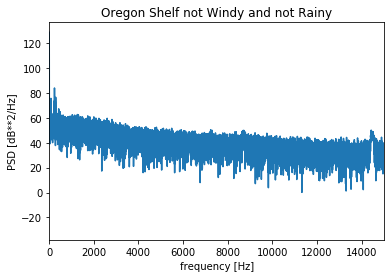 Oregon Shelf not Windy and not Rainy
120
100
80
60
40
20
0
−20
PSD [dB**2/Hz]
0 2000 4000 6000 8000 10000 12000 14000
frequency [Hz]